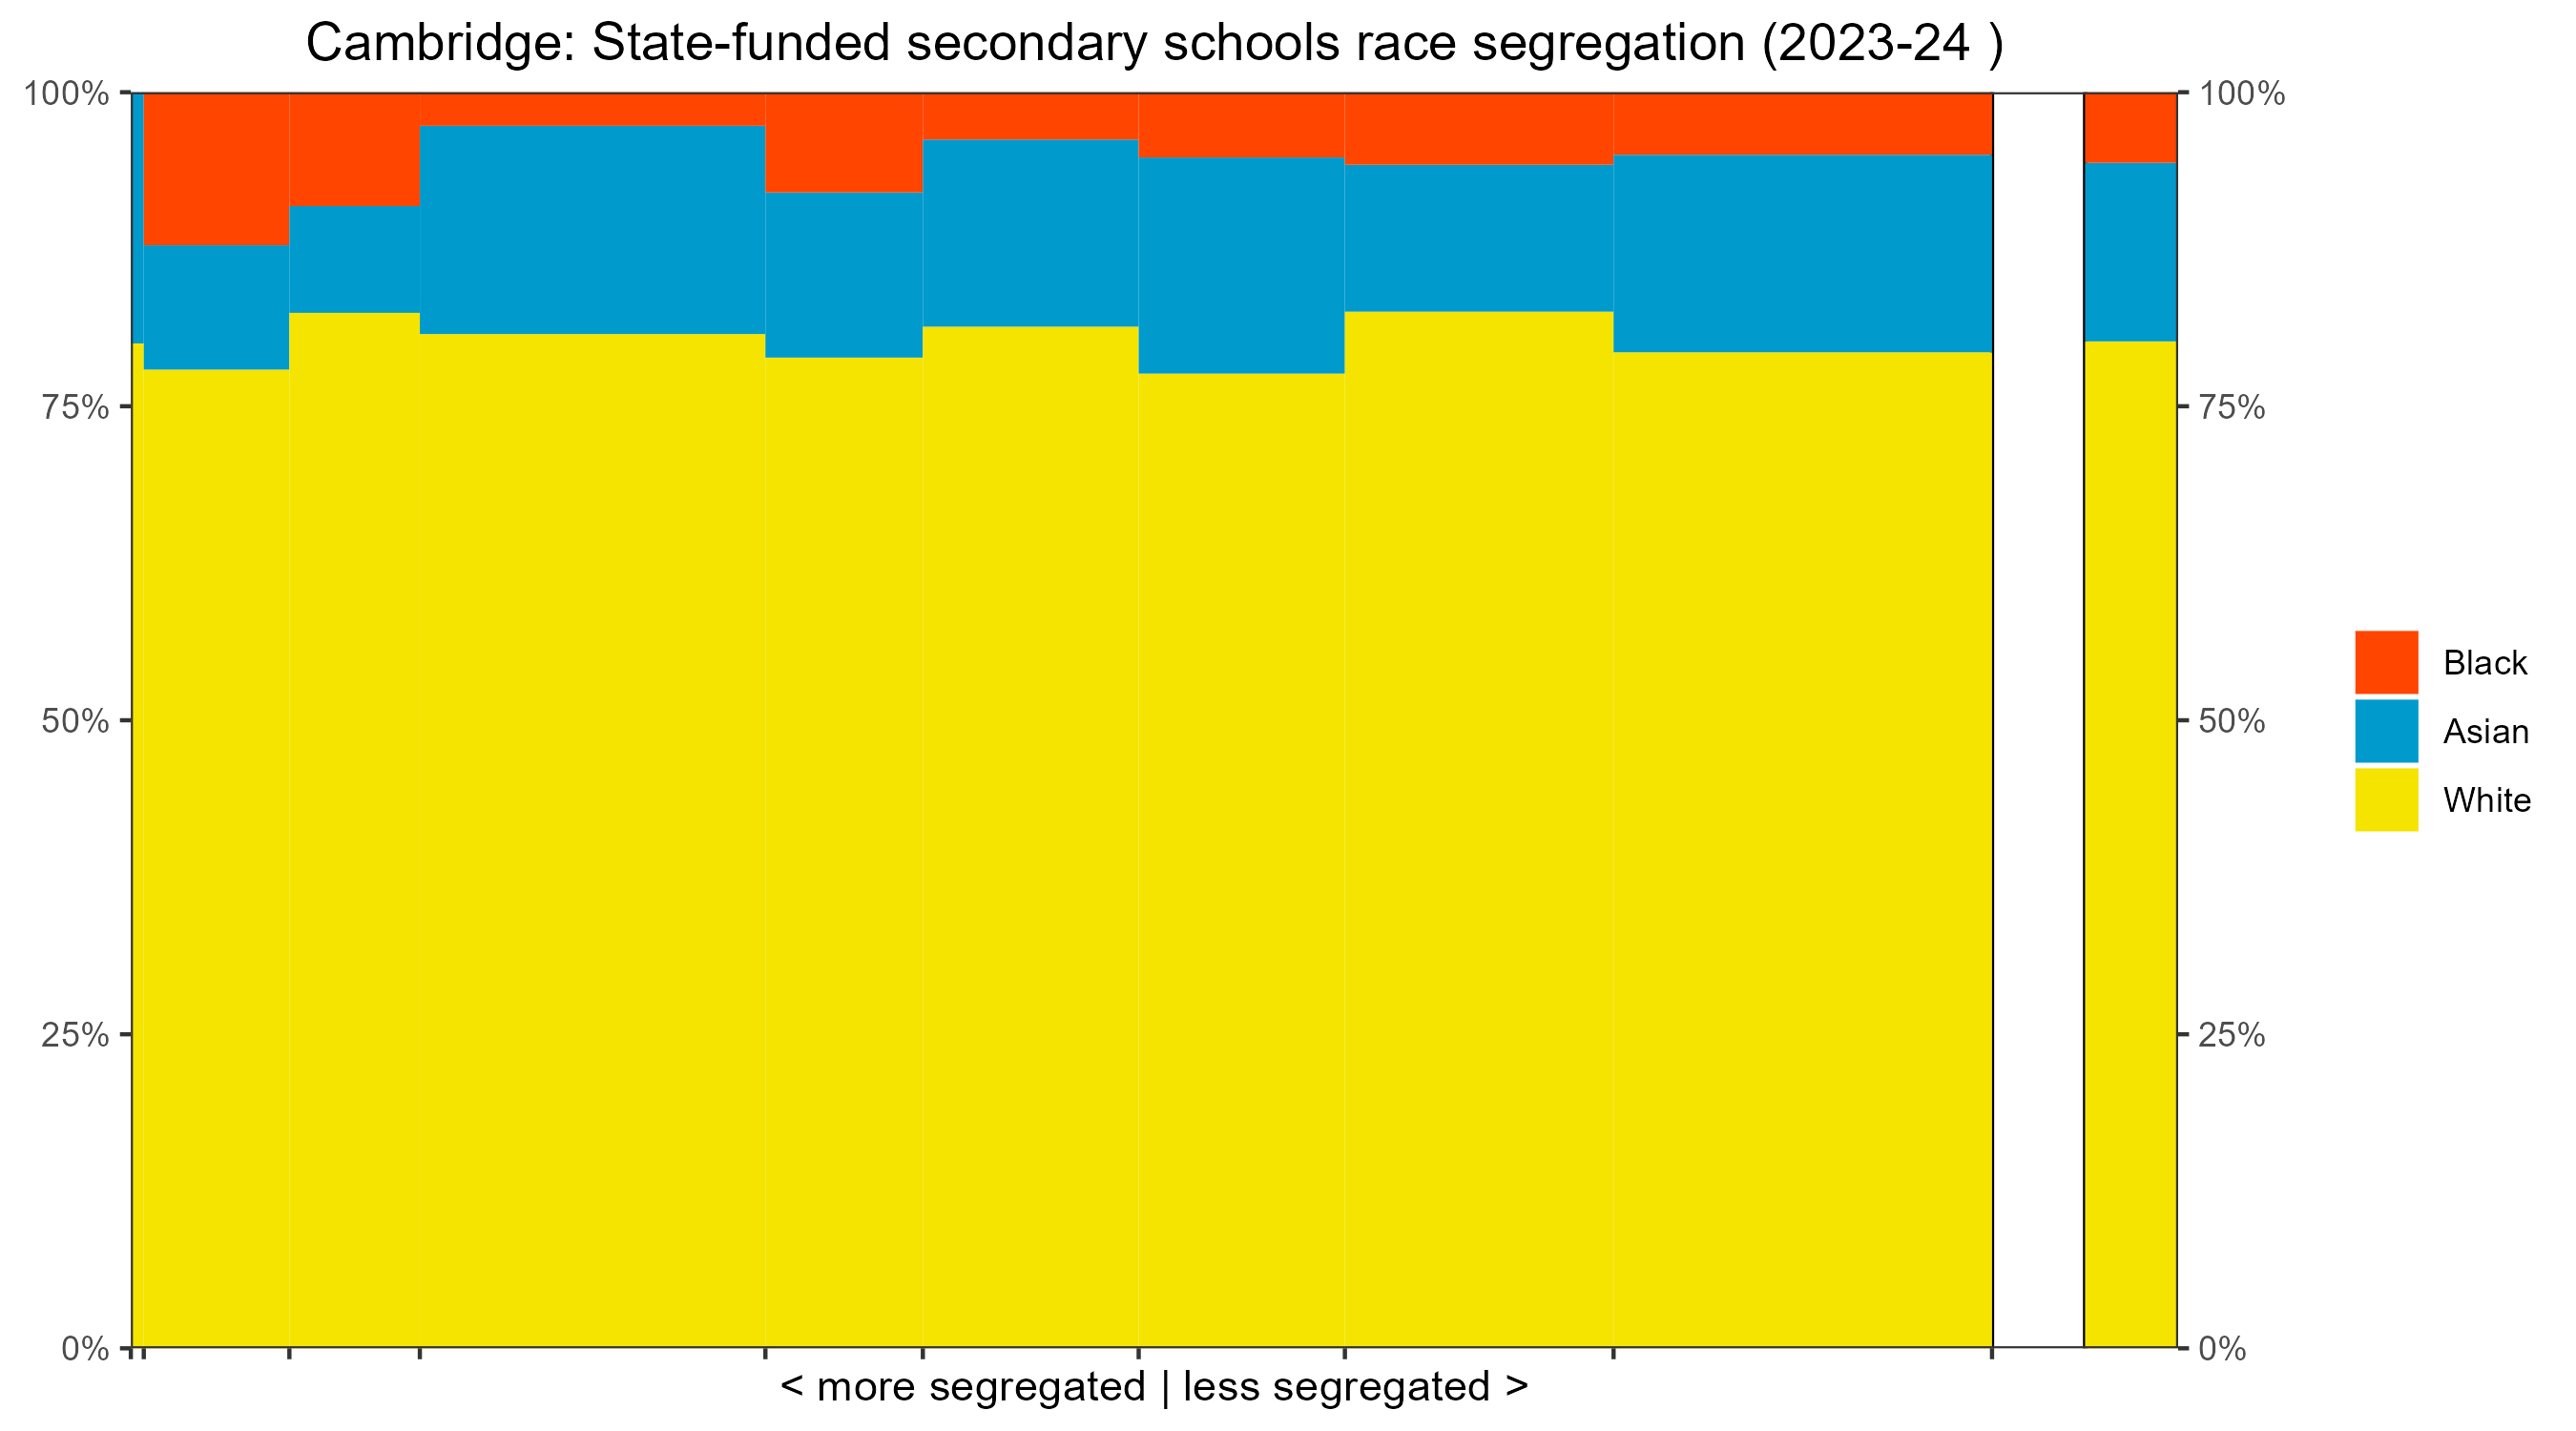 Cambridge: State-funded secondary schools race segregation (2023-24 )
100%
75%
50%
25%
0%
100%
75%
50%
25%
0%
Black
Asian
White
< more segregated | less segregated >